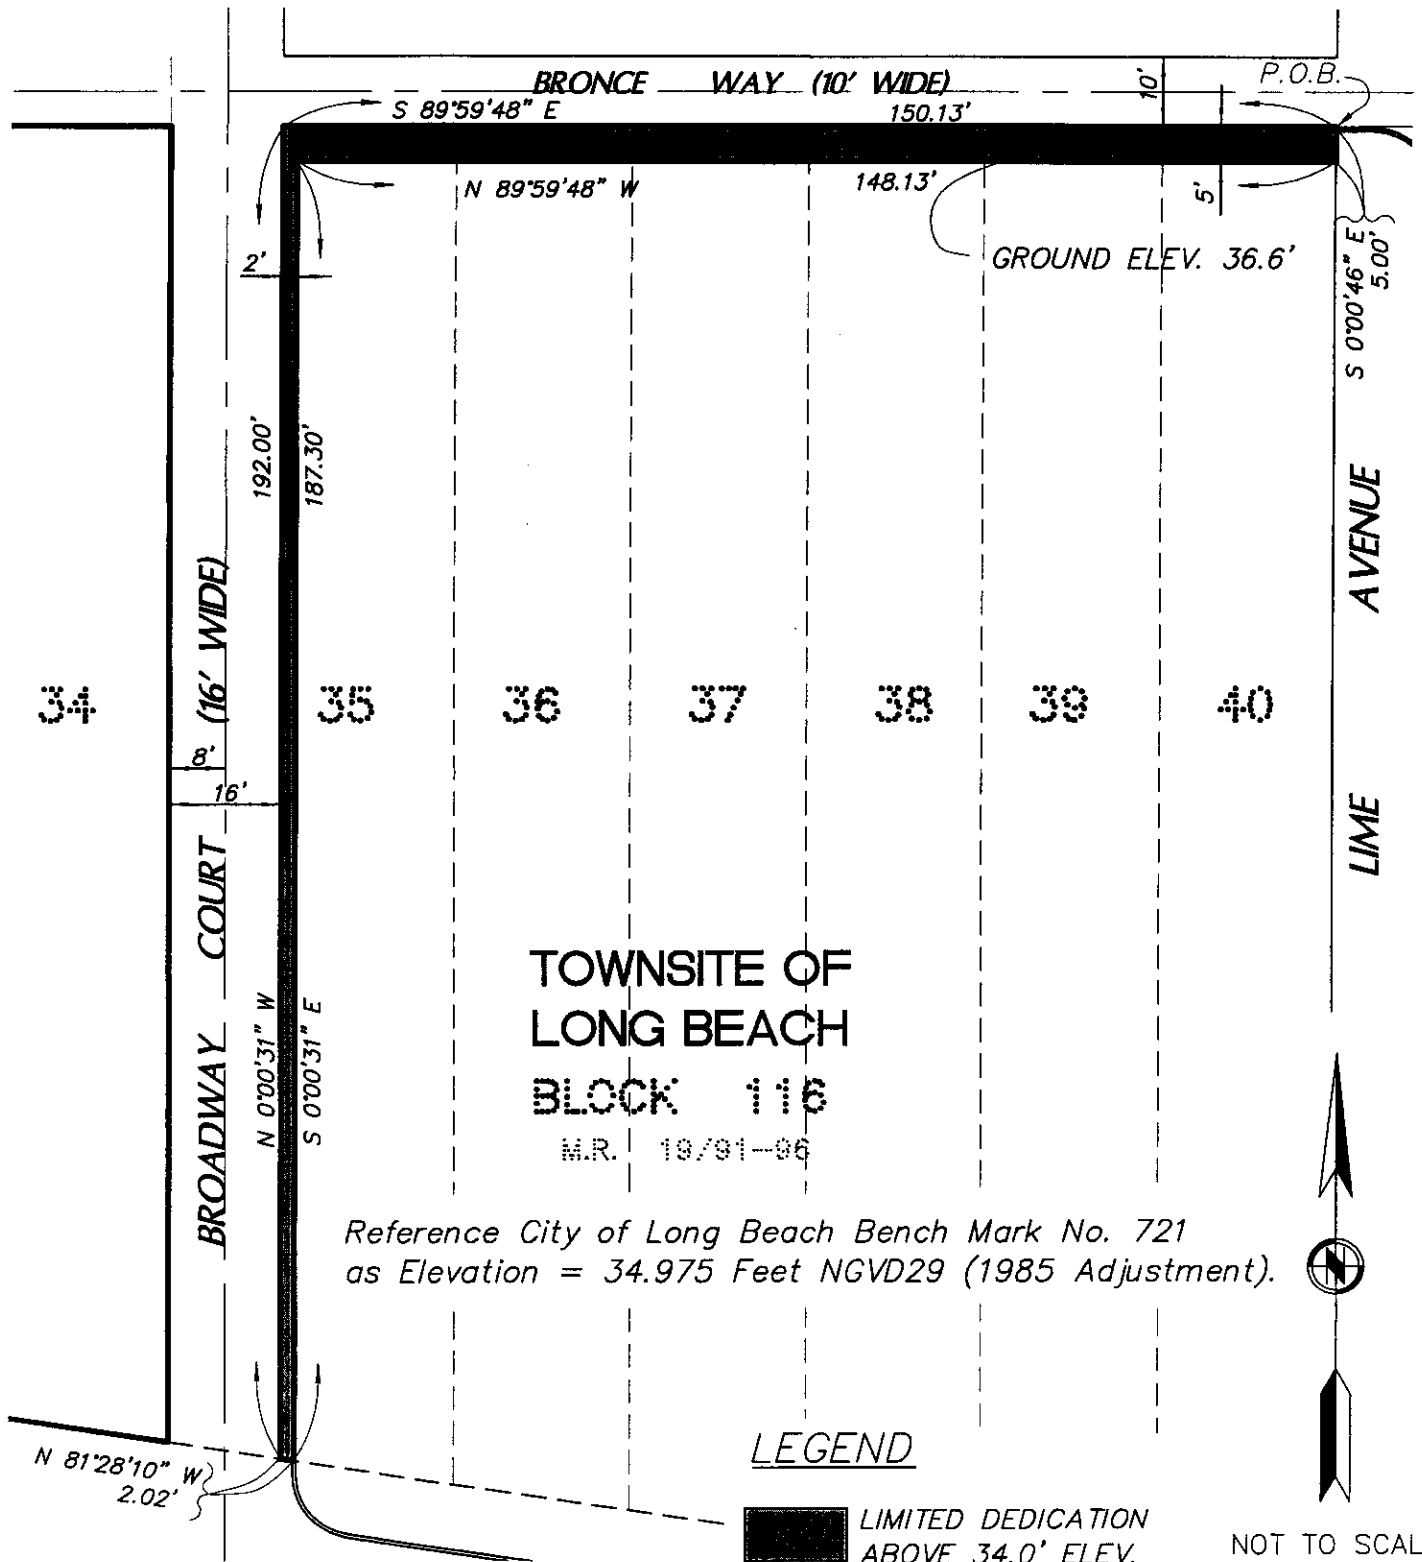 BRONCE WAY (10' WIDE)
10'
P.O.B.
S 89°59'48" E
150.13'
N 89°59'48" W
148.13'
5'
GROUND ELEV. 36.6'
S 0°00'46" E
5.00'
2'
192.00'
187.30'
LIME AVENUE
BROADWAY COURT (16' WIDE)
34
35
36
37
38
39
40
8'
16'
N 0°00'31" W
S 0°00'31" E
TOWNSITE OF
LONG BEACH
BLOCK 116
M.R. 19/91-96
Reference City of Long Beach Bench Mark No. 721
as Elevation = 34.975 Feet NGVD29 (1985 Adjustment).
N
N 81°28'10" W
2.02'
LEGEND
LIMITED DEDICATION
ABOVE 34.0' ELEV.
NOT TO SCAL